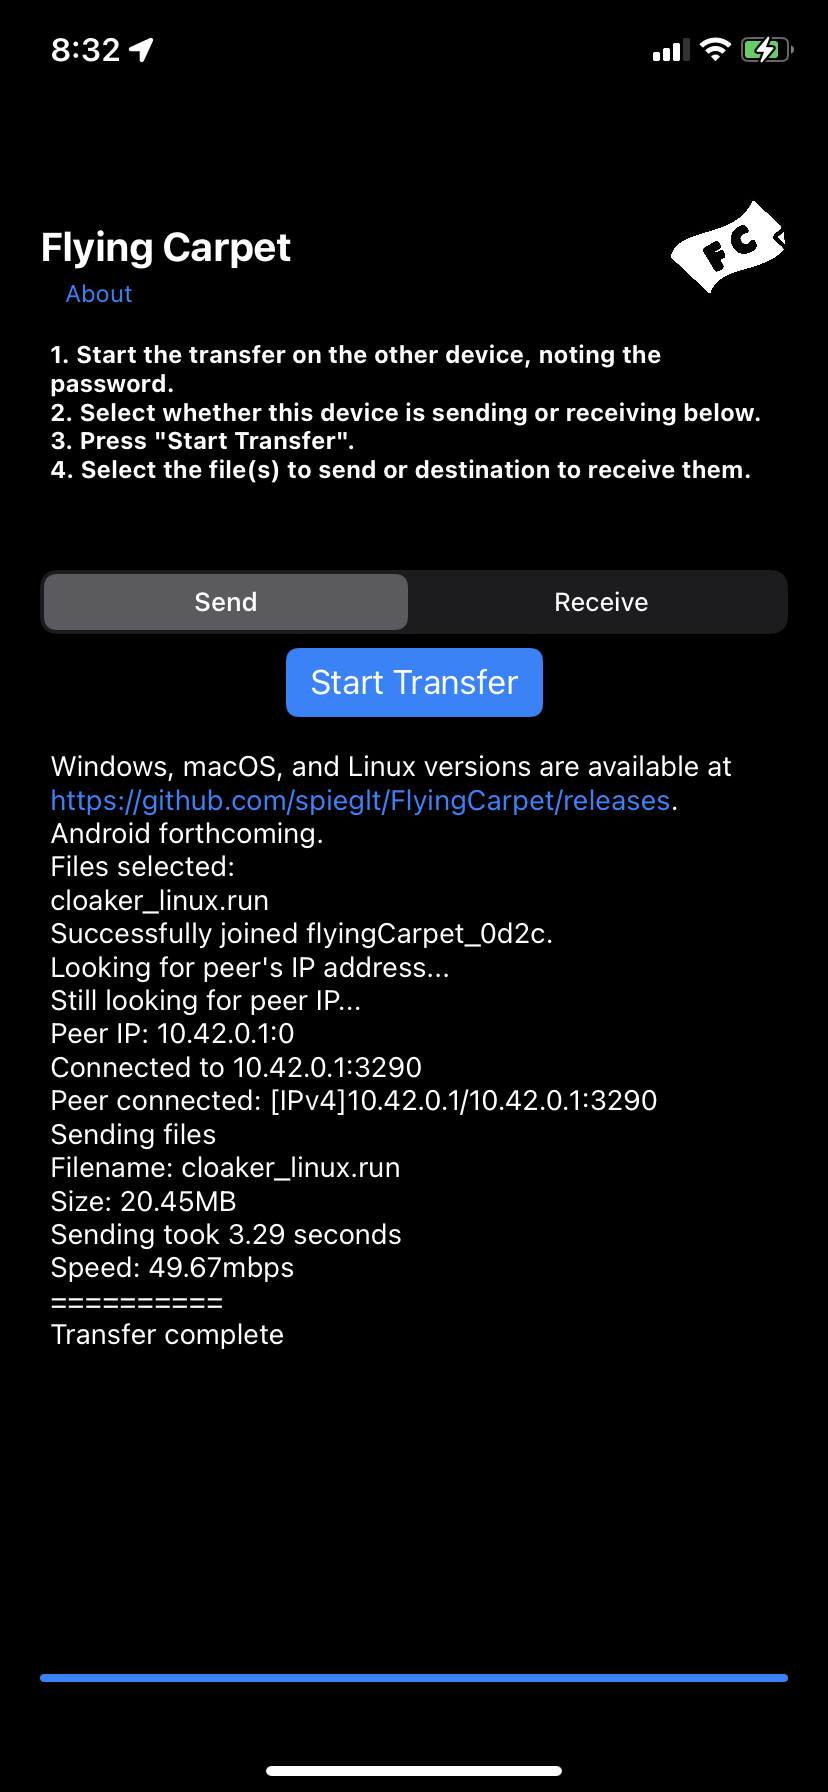 8:32
Flying Carpet
FC
About
1. Start the transfer on the other device, noting the
password.
2. Select whether this device is sending or receiving below.
3. Press "Start Transfer".
4. Select the file(s) to send or destination to receive them.
Send
Receive
Start Transfer
Windows, macOS, and Linux versions are available at
https://github.com/spieglt/FlyingCarpet/releases.
Android forthcoming.
Files selected:
cloaker_linux.run
Successfully joined flyingCarpet_0d2c.
Looking for peer's IP address...
Still looking for peer IP...
Peer IP: 10.42.0.1:0
Connected to 10.42.0.1:3290
Peer connected: [IPv4]10.42.0.1/10.42.0.1:3290
Sending files
Filename: cloaker_linux.run
Size: 20.45MB
Sending took 3.29 seconds
Speed: 49.67mbps
==========
Transfer complete